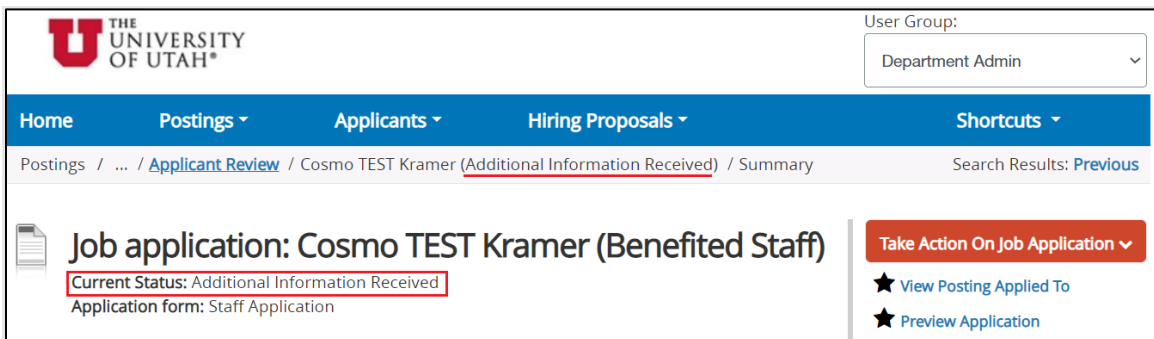 THE
UNIVERSITY
OF UTAH®
User Group:
Department Admin
Home Postings Applicants Hiring Proposals Shortcuts
Postings / ... / Applicant Review / Cosmo TEST Kramer (Additional Information Received) / Summary Search Results: Previous
Job application: Cosmo TEST Kramer (Benefited Staff)
Current Status: Additional Information Received
Application form: Staff Application
Take Action On Job Application
View Posting Applied To
Preview Application